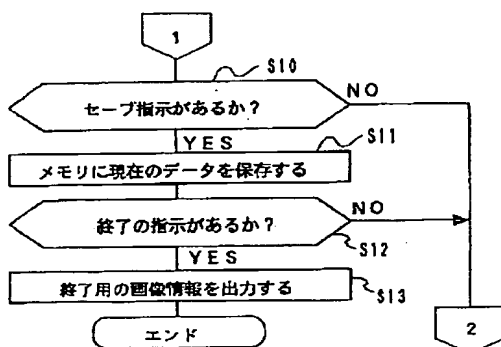 1
S10
セーブ指示があるか？
NO
YES
S11
メモリに現在のデータを保存する
終了の指示があるか？
NO
S12
YES
終了用の画像情報を出力する
S13
エンド
2